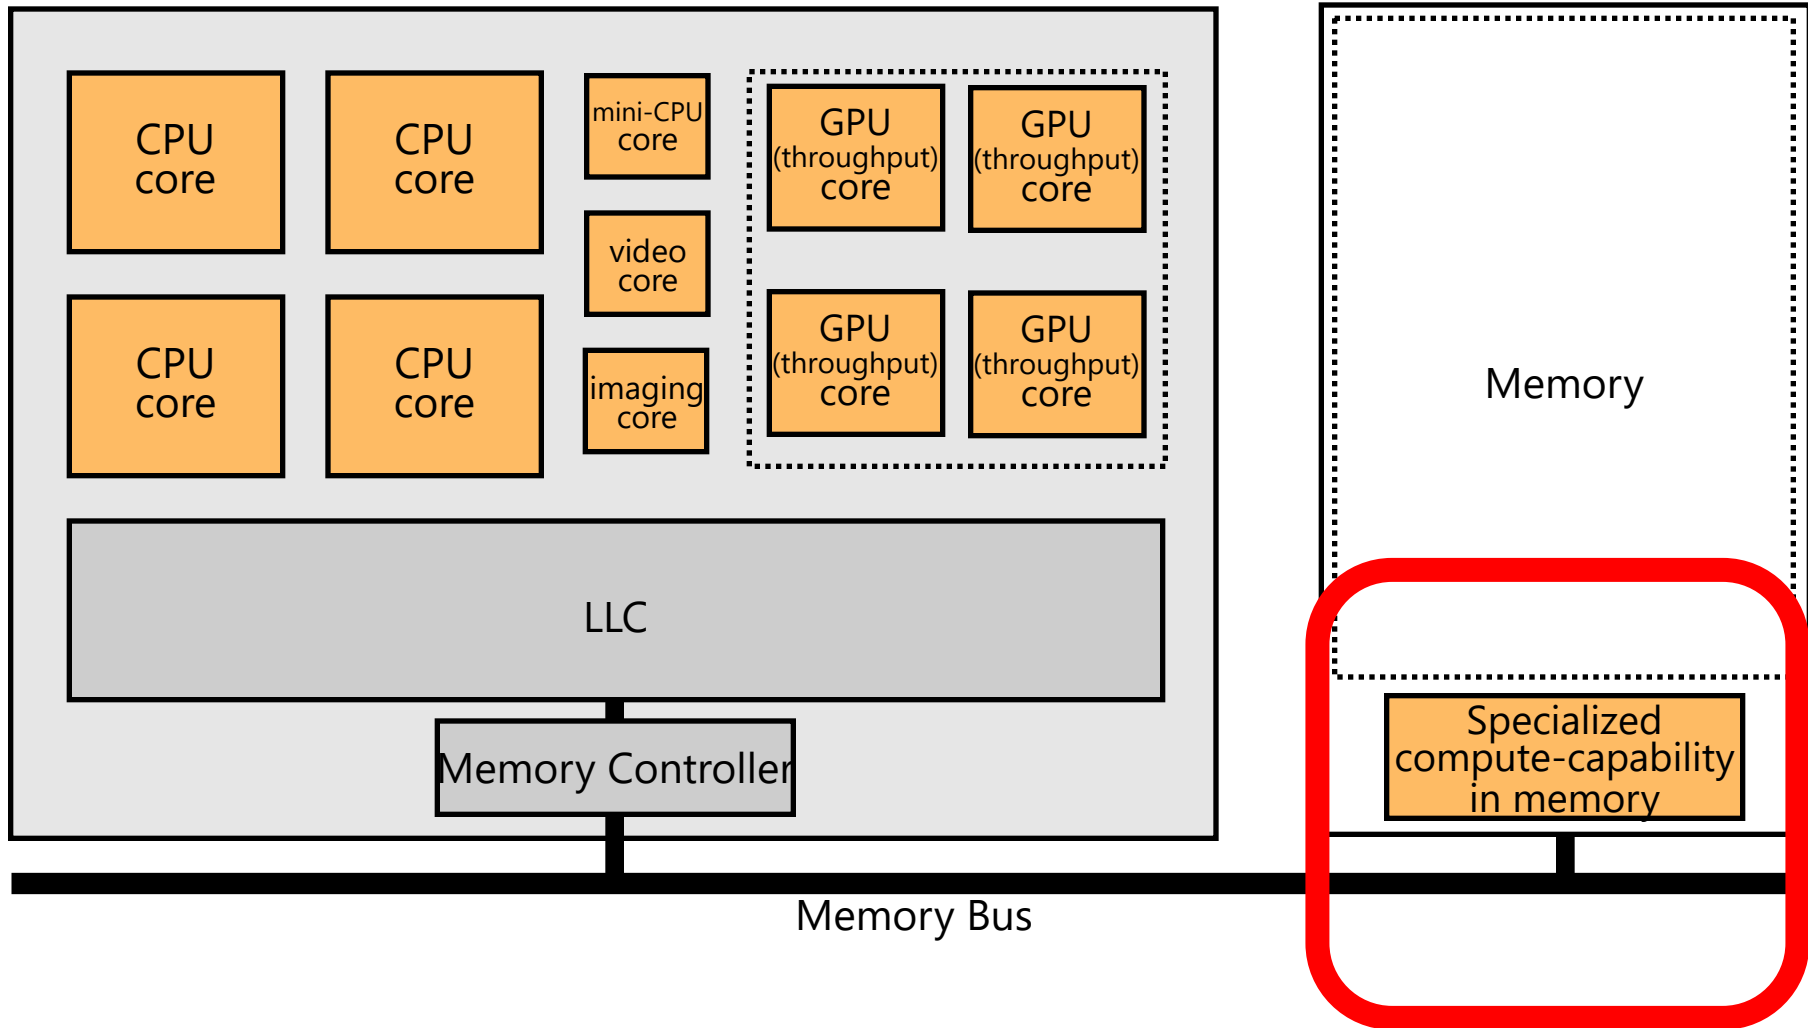 CPU
core
CPU
core
mini-CPU
core
video
core
imaging
core
GPU
(throughput)
core
GPU
(throughput)
core
CPU
core
CPU
core
GPU
(throughput)
core
GPU
(throughput)
core
LLC
Memory Controller
Memory Bus
Memory
Specialized
compute-capability
in memory